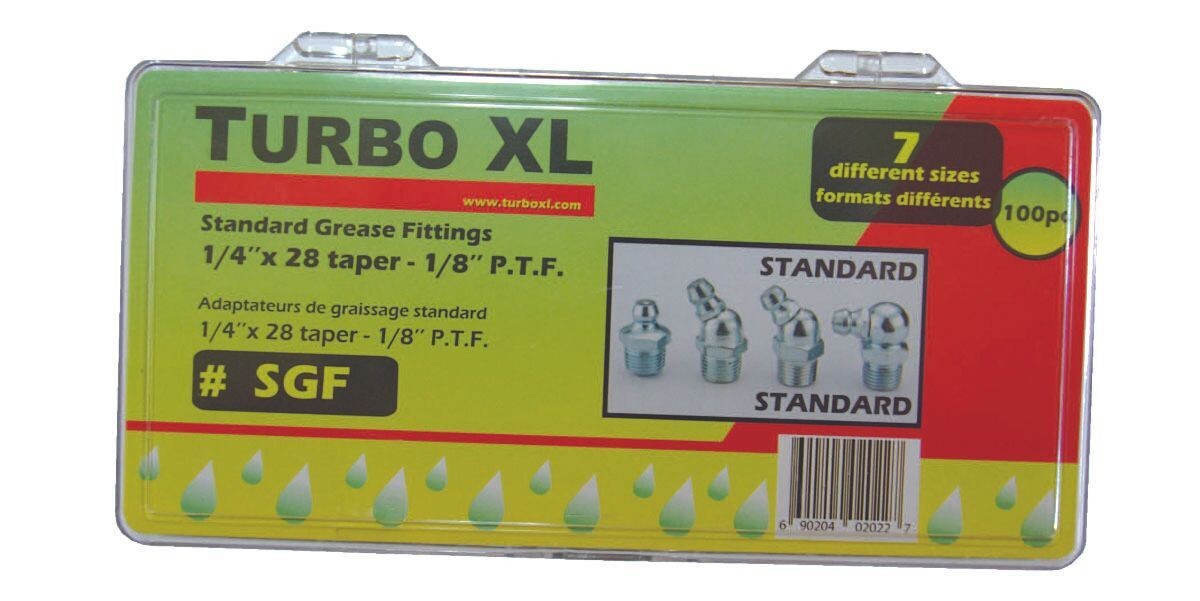 TURBO XL
www.turboxl.com
Standard Grease Fittings
1/4"x 28 taper - 1/8" P.T.F.
Adaptateurs de graissage standard
1/4"x 28 taper - 1/8" P.T.F.
# SGF
7
different sizes
formats différents
100pc
STANDARD
STANDARD
6 90204 02022 7